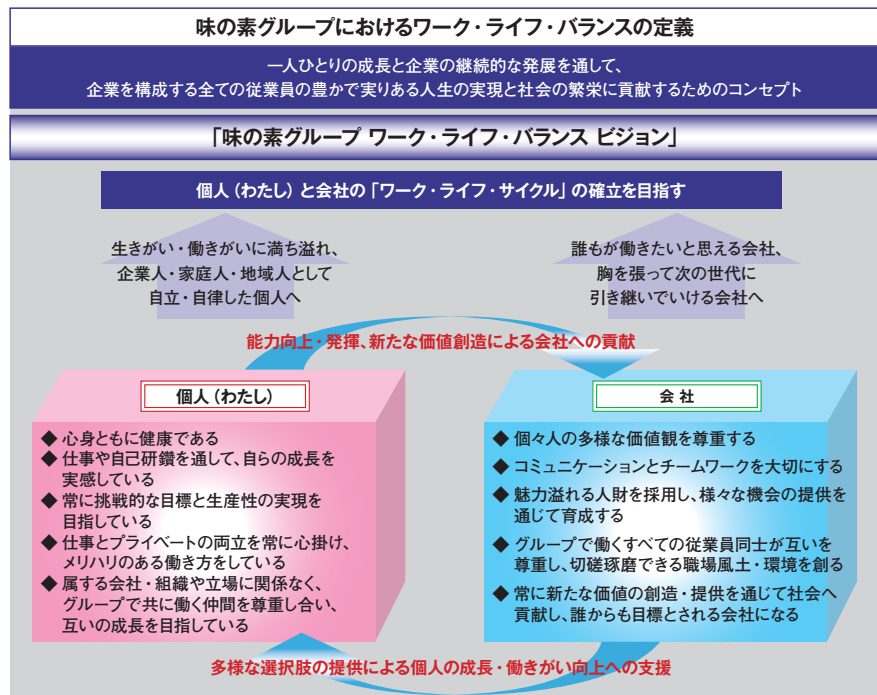 味の素グループにおけるワーク・ライフ・バランスの定義
一人ひとりの成長と企業の継続的な発展を通して、
企業を構成する全ての従業員の豊かで実りある人生の実現と社会の繁栄に貢献するためのコンセプト
「味の素グループ ワーク・ライフ・バランス ビジョン」
個人（わたし）と会社の「ワーク・ライフ・サイクル」の確立を目指す
生きがい・働きがいに満ち溢れ、
企業人・家庭人・地域人として
自立・自律した個人へ
誰もが働きたいと思える会社、
胸を張って次の世代に
引き継いでいける会社へ
能力向上・発揮、新たな価値創造による会社への貢献
個人（わたし）
◆ 心身ともに健康である
◆ 仕事や自己研鑽を通して、自らの成長を
実感している
◆ 常に挑戦的な目標と生産性の実現を
目指している
◆ 仕事とプライベートの両立を常に心掛け、
メリハリのある働き方をしている
◆ 属する会社・組織や立場に関係なく、
グループで共に働く仲間を尊重し合い、
互いの成長を目指している
会社
◆ 個々人の多様な価値観を尊重する
◆ コミュニケーションとチームワークを大切にする
◆ 魅力溢れる人財を採用し、様々な機会の提供を
通じて育成する
◆ グループで働くすべての従業員同士が互いを
尊重し、切磋琢磨できる職場風土・環境を創る
◆ 常に新たな価値の創造・提供を通じて社会へ
貢献し、誰からも目標とされる会社になる
多様な選択肢の提供による個人の成長・働きがい向上への支援